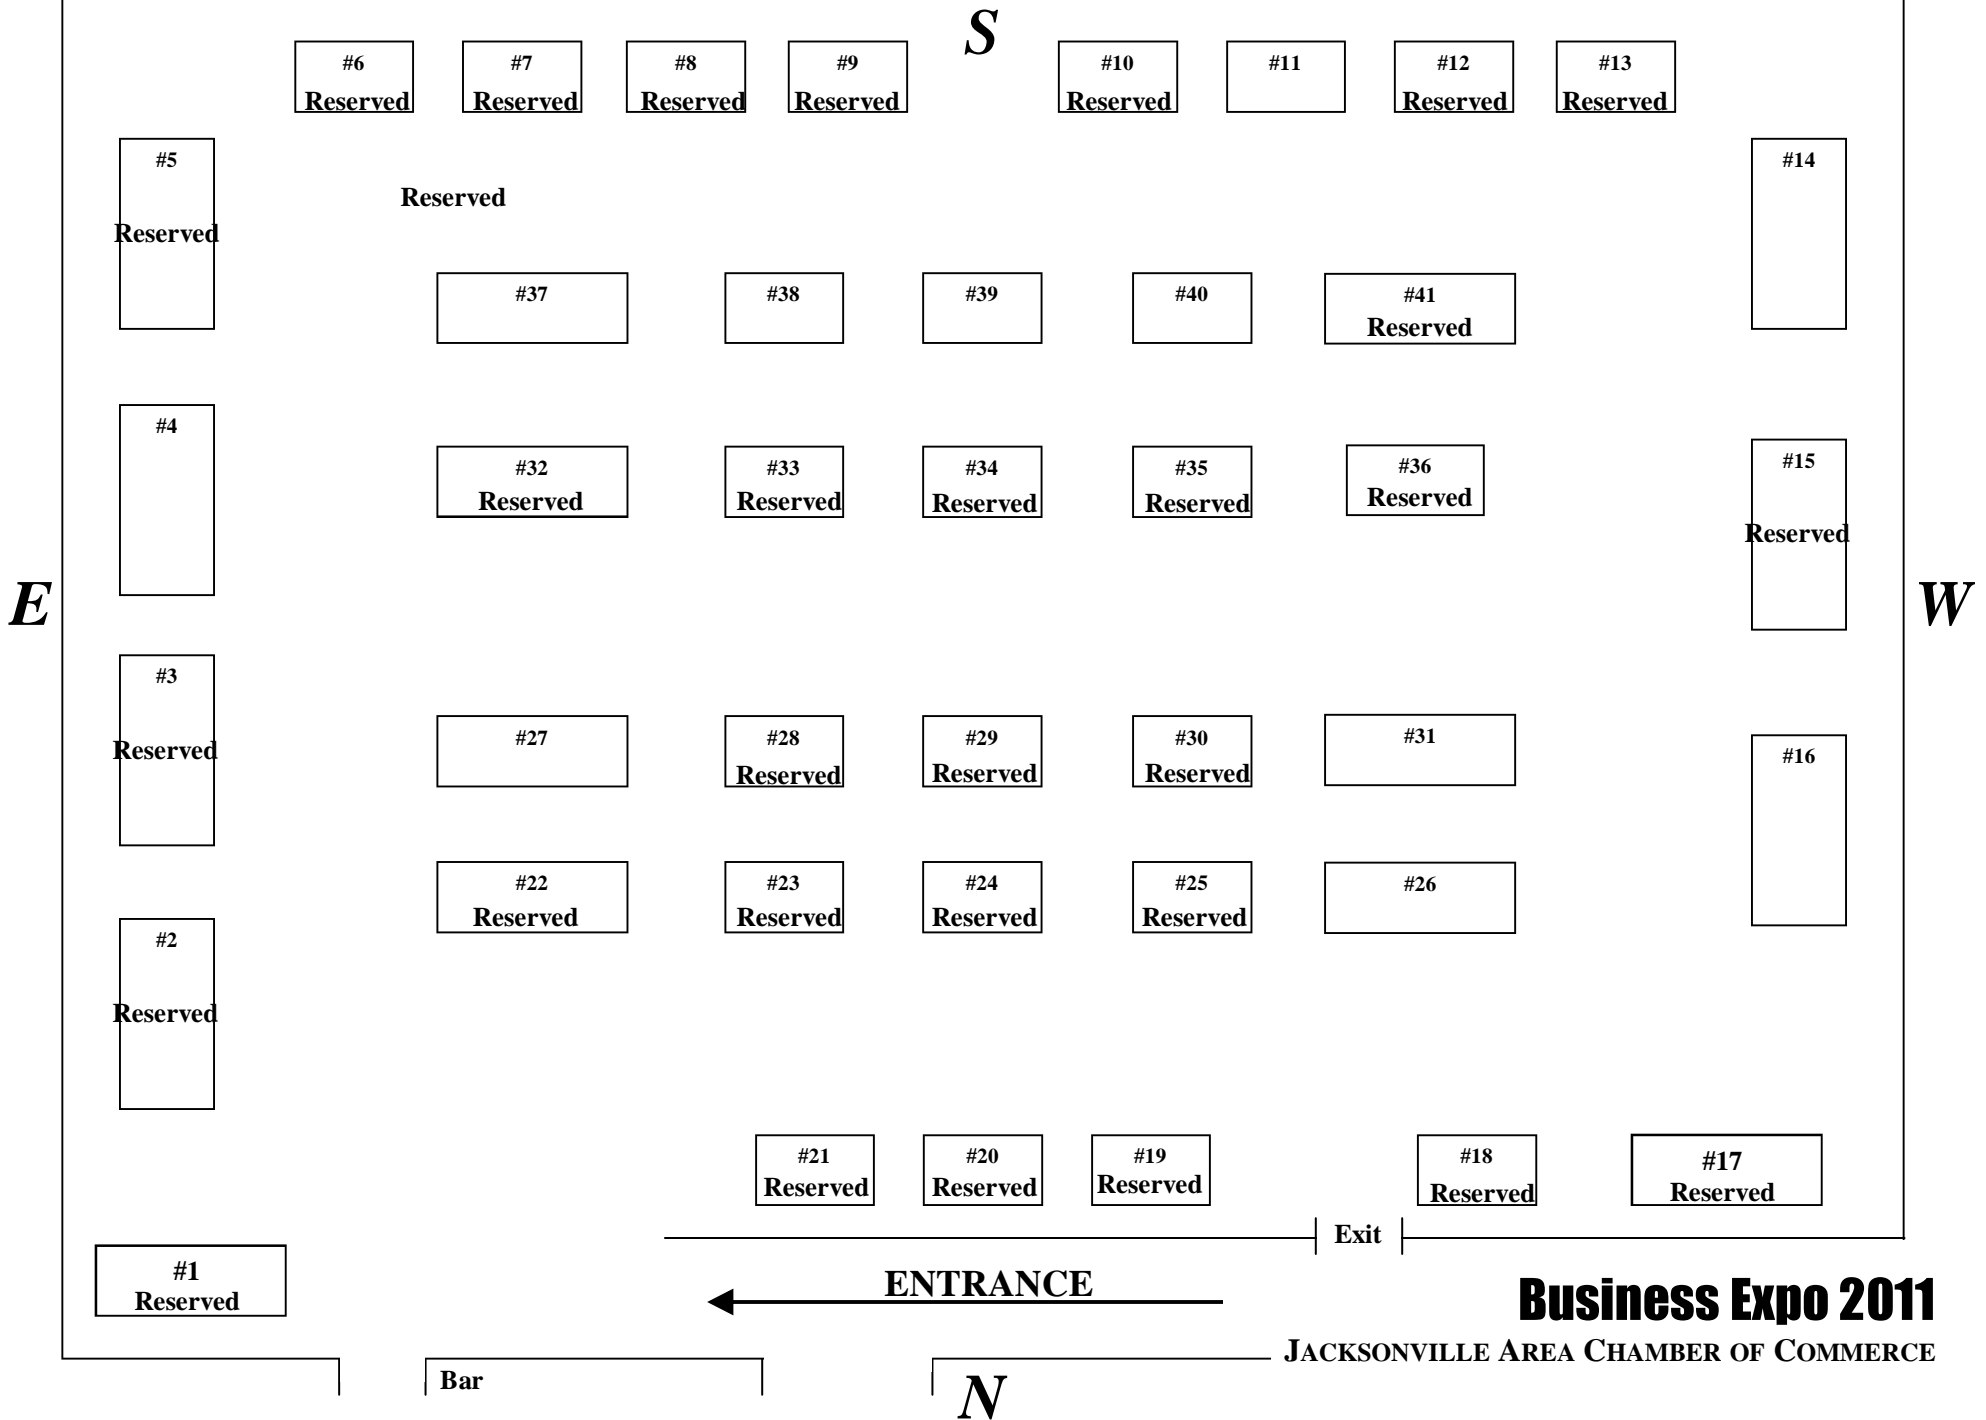 S
#6 #7 #8 #9 #10 #11 #12 #13
Reserved Reserved Reserved Reserved Reserved Reserved Reserved
#5 #14
Reserved
Reserved
#37 #38 #39 #40 #41
Reserved
#4
#32 #33 #34 #35 #36 #15
Reserved Reserved Reserved Reserved Reserved
Reserved
E W
#3
#27 #28 #29 #30 #31
Reserved #16
Reserved Reserved Reserved
#22 #23 #24 #25 #26
Reserved Reserved Reserved Reserved
#2
Reserved
#21 #20 #19 #18 #17
Reserved Reserved Reserved Reserved Reserved
Exit
#1
Reserved
ENTRANCE
Business Expo 2011
JACKSONVILLE AREA CHAMBER OF COMMERCE
Bar
N